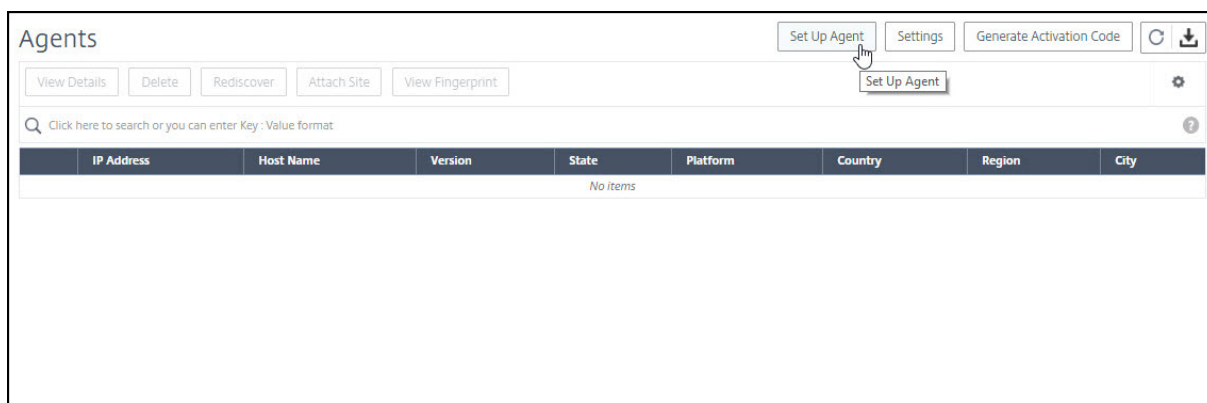 Agents Set Up Agent Settings Generate Activation Code
View Details Delete Rediscover Attach Site View Fingerprint Set Up Agent
Click here to search or you can enter Key : Value format ?
IP Address Host Name Version State Platform Country Region City
No items